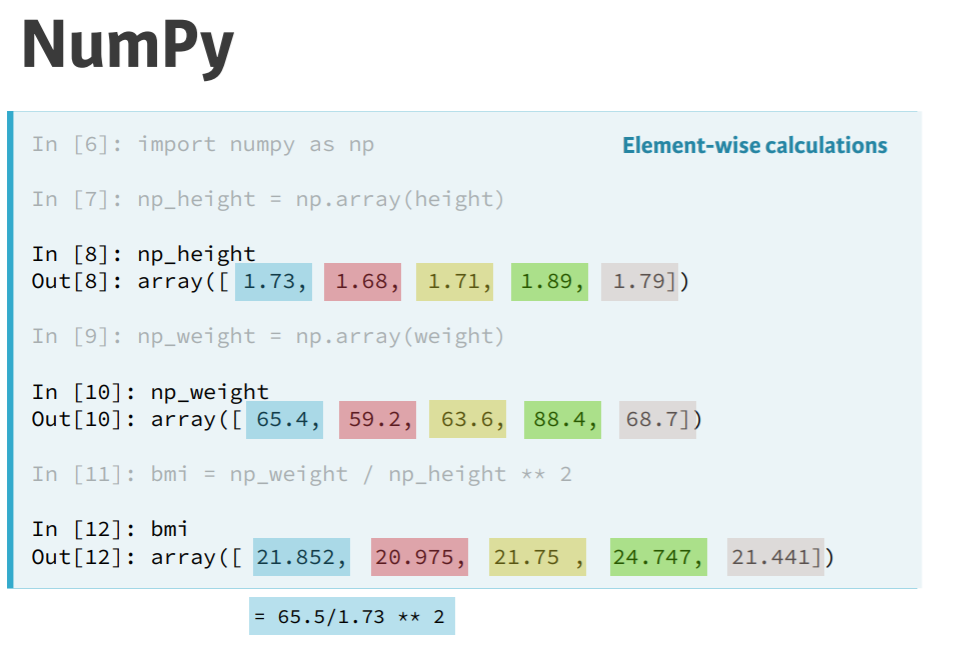 NumPy
In [6]: import numpy as np
Element-wise calculations
In [7]: np_height = np.array(height)
In [8]: np_height
Out[8]: array([ 1.73, 1.68, 1.71, 1.89, 1.79])
In [9]: np_weight = np.array(weight)
In [10]: np_weight
Out[10]: array([ 65.4, 59.2, 63.6, 88.4, 68.7])
In [11]: bmi = np_weight / np_height ** 2
In [12]: bmi
Out[12]: array([ 21.852, 20.975, 21.75 , 24.747, 21.441])
= 65.5/1.73 ** 2